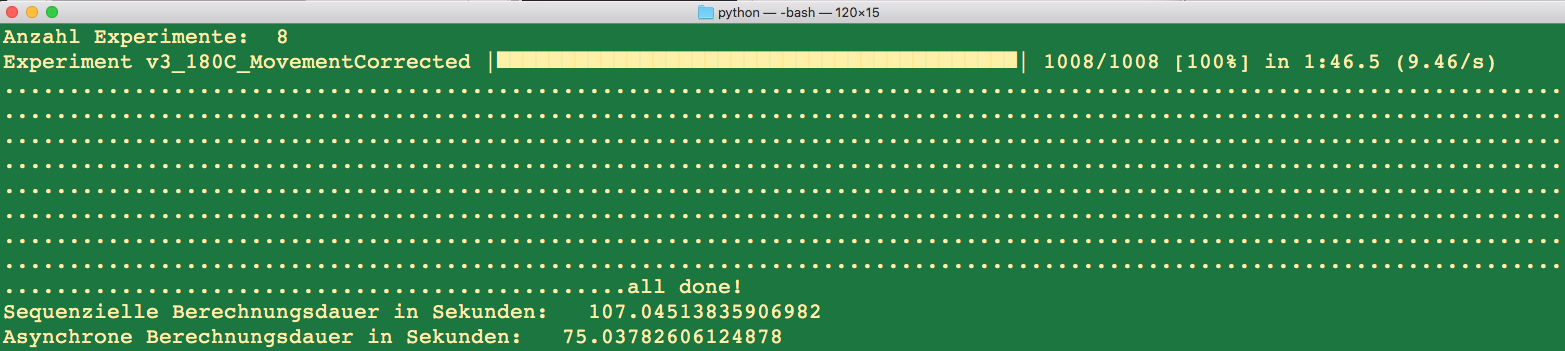 python — -bash — 120×15
Anzahl Experimente:  8
Experiment v3_180C_MovementCorrected |████████████████████████████████████████| 1008/1008 [100%] in 1:46.5 (9.46/s)
........................................................................................................................
........................................................................................................................
........................................................................................................................
........................................................................................................................
........................................................................................................................
........................................................................................................................
........................................................................................................................
........................................................................................................................
................................................all done!
Sequenzielle Berechnungsdauer in Sekunden:   107.04513835906982
Asynchrone Berechnungsdauer in Sekunden:   75.03782606124878